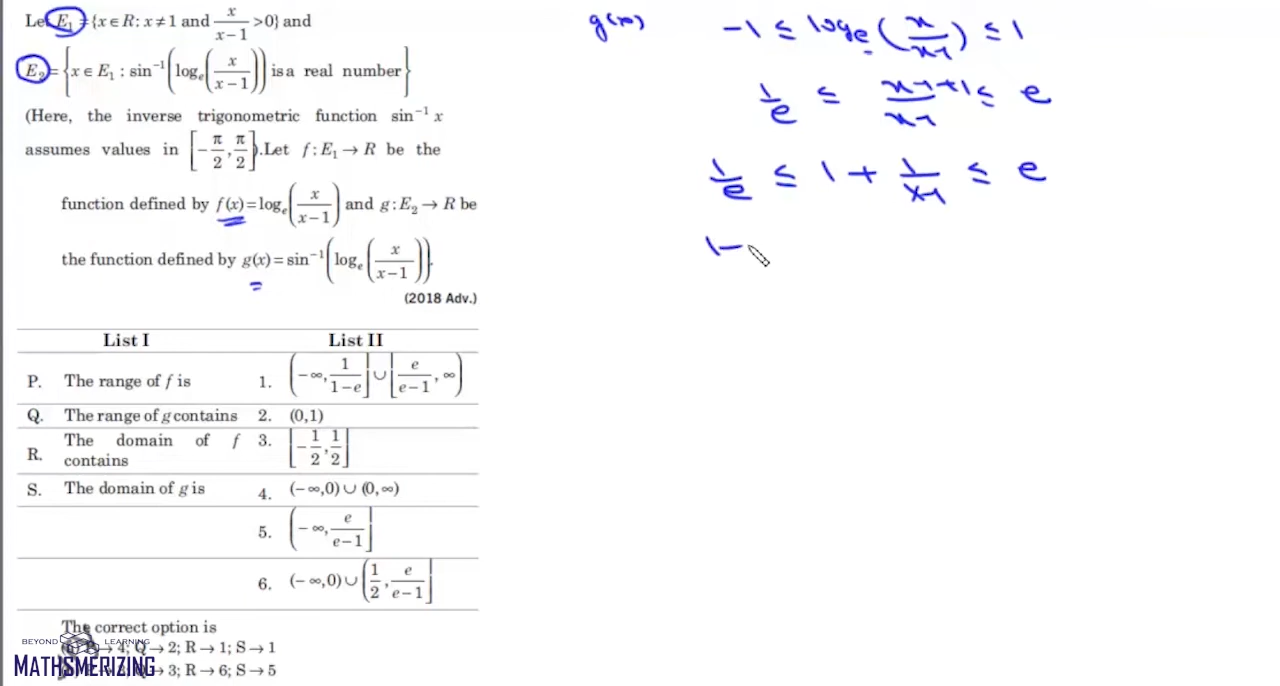 Let E₁ = {x ∈ R: x ≠ 1 and x/(x−1) >0} and
E₂ = {x ∈ E₁ : sin⁻¹(logₑ(x/(x−1))) is a real number}
(Here, the inverse trigonometric function sin⁻¹ x
assumes values in [−π/2, π/2].Let f : E₁ → R be the
function defined by f(x) = logₑ(x/(x−1)) and g : E₂ → R be
the function defined by g(x) = sin⁻¹(logₑ(x/(x−1))).
(2018 Adv.)
List I List II
P. The range of f is 1. (−∞, 1/(1−e)] ∪ [e/(e−1), ∞)
Q. The range of g contains 2. (0,1)
R. The domain of f contains 3. [−1/2, 1/2]
S. The domain of g is 4. (−∞,0) ∪ (0,∞)
5. (−∞, e/(e−1)]
6. (−∞,0) ∪ (1/2, e/(e−1)]
The correct option is
4; Q → 2; R → 1; S → 1
3; R → 6; S → 5
BEYOND LEARNING
MATHSMERIZING
g(x) −1 ≤ logₑ(x/(x−1)) ≤ 1
1/e ≤ (x−1+1)/(x−1) ≤ e
1/e ≤ 1 + 1/(x−1) ≤ e
1−